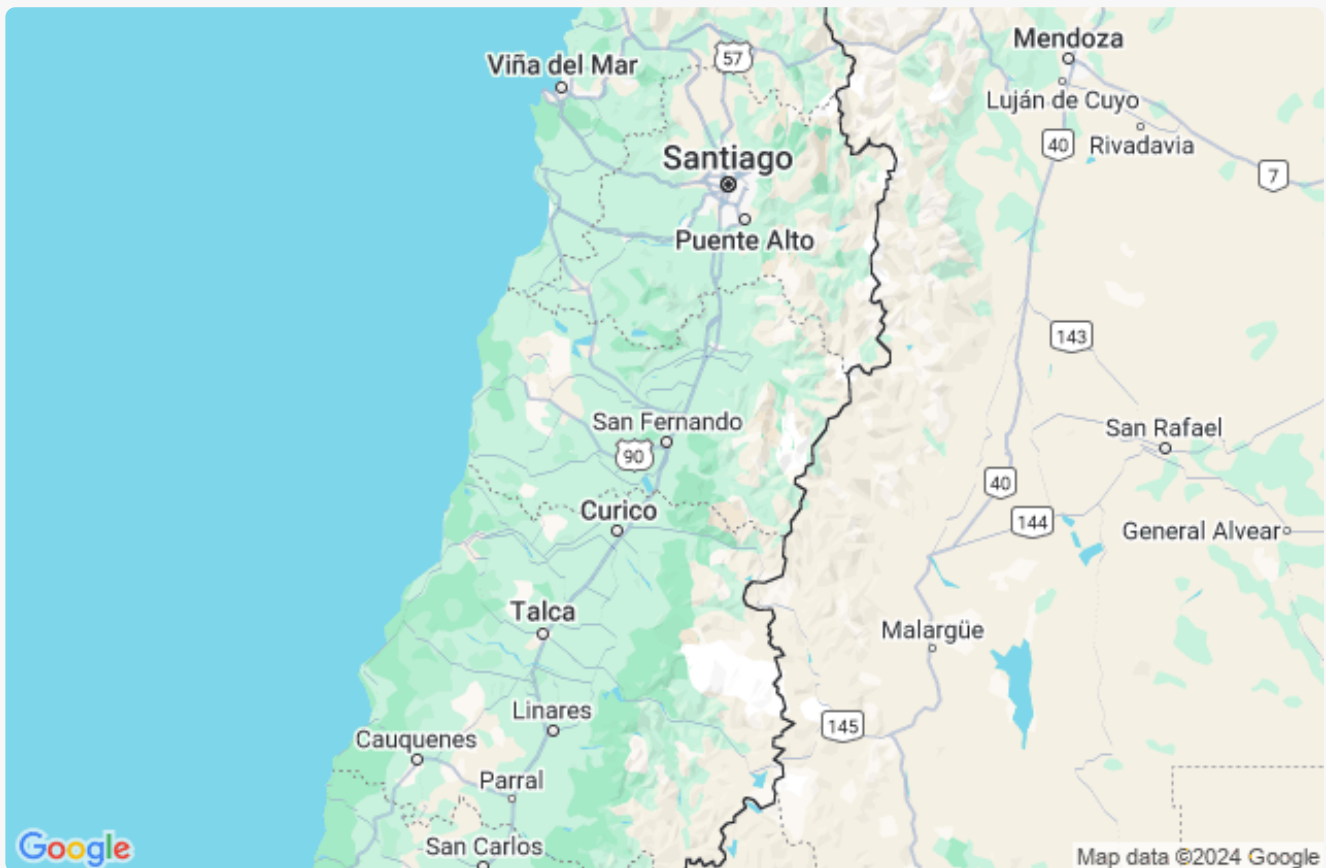 Mendoza
57
Viña del Mar
Luján de Cuyo
Rivadavia
40
Santiago
7
Puente Alto
143
San Fernando
San Rafael
90
40
Curico
144
General Alvear
Talca
Malargüe
Linares
145
Cauquenes
Parral
San Carlos
Google
Map data ©2024 Google